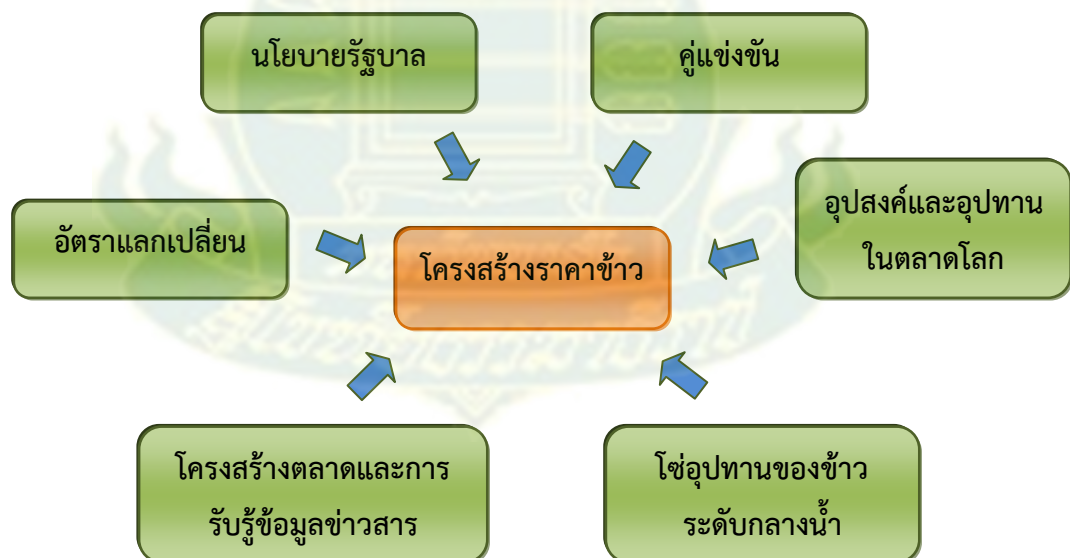 นโยบายรัฐบาล
คู่แข่งขัน
อัตราแลกเปลี่ยน
โครงสร้างราคาข้าว
อุปสงค์และอุปทาน
ในตลาดโลก
โครงสร้างตลาดและการ
รับรู้ข้อมูลข่าวสาร
โซ่อุปทานของข้าว
ระดับกลางน้ำ